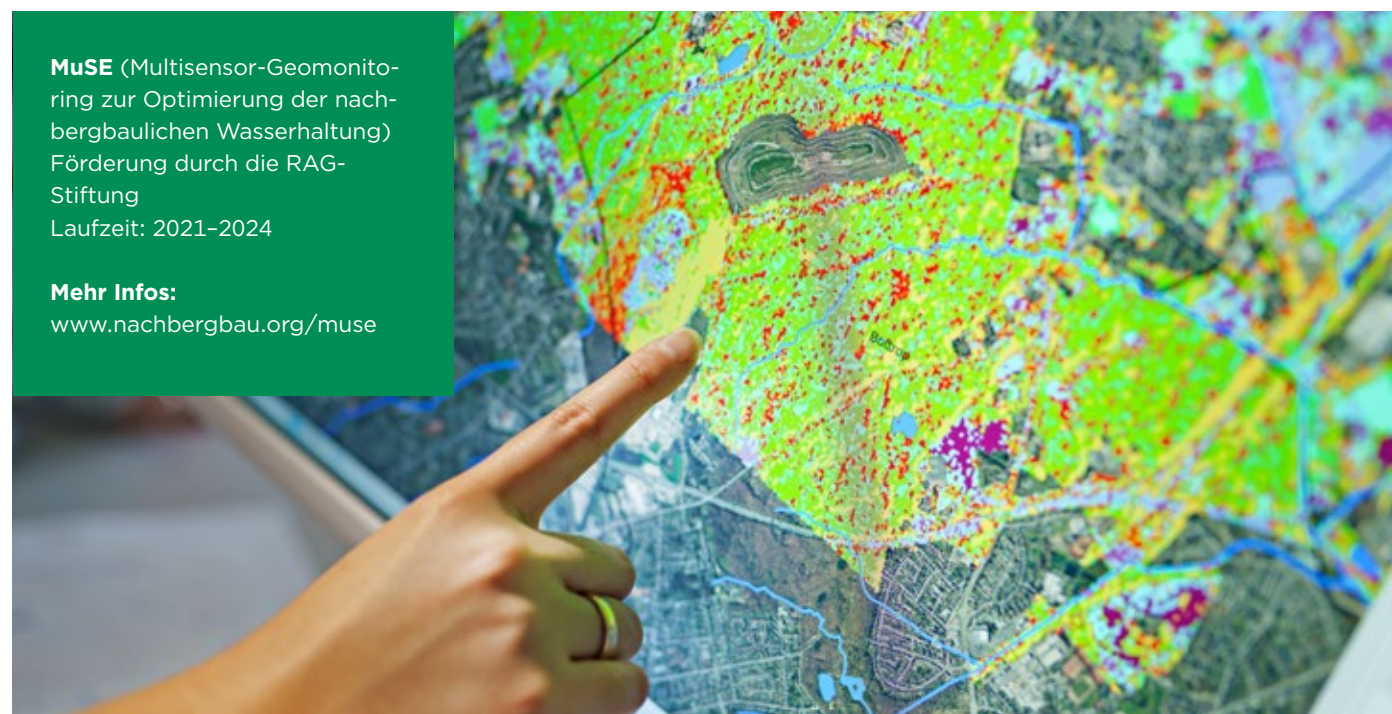 MuSE (Multisensor-Geomonito-
ring zur Optimierung der nach-
bergbaulichen Wasserhaltung)
Förderung durch die RAG-
Stiftung
Laufzeit: 2021–2024
Mehr Infos:
www.nachbergbau.org/muse
Bottrop